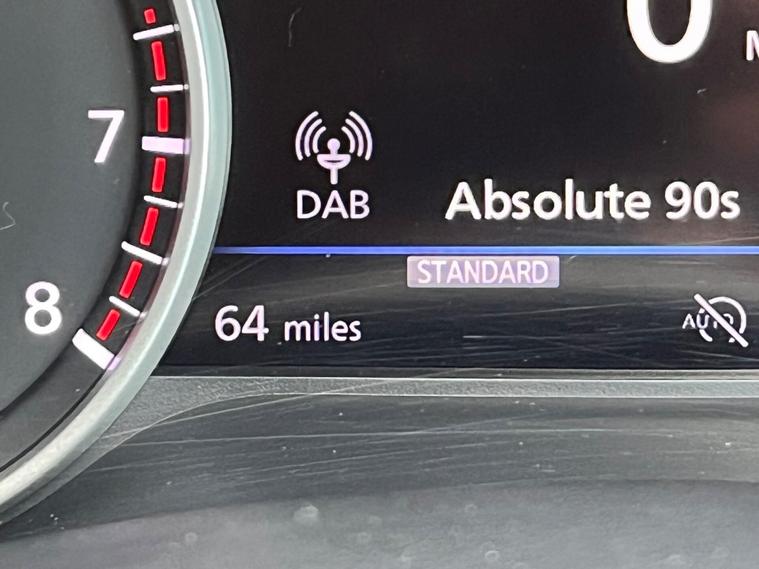 0 M
7
DAB
Absolute 90s
STANDARD
8
64 miles
AUTO